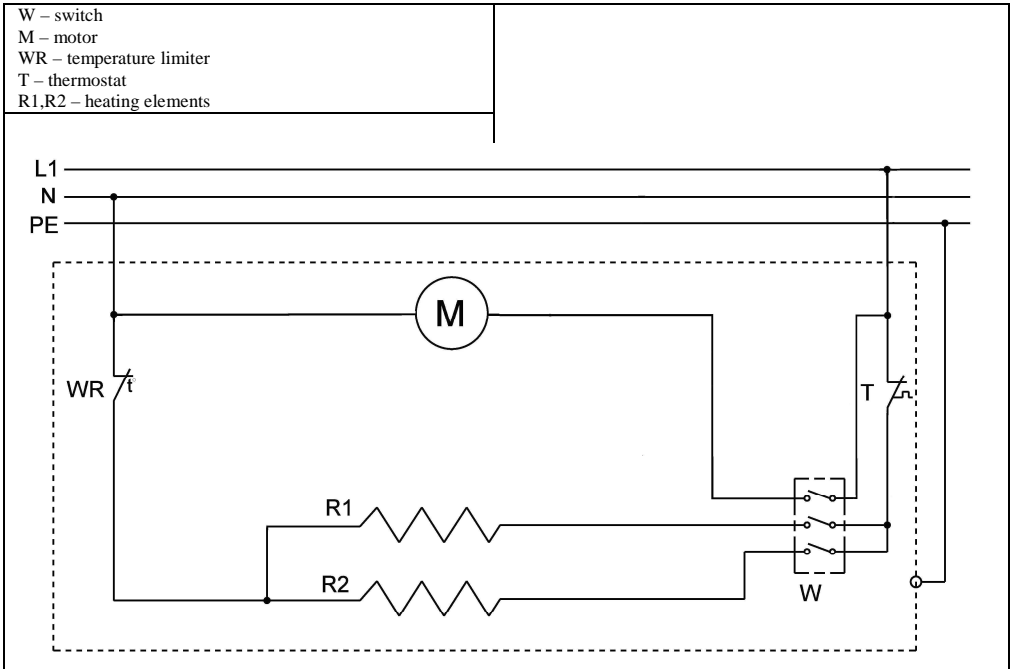 W – switch
M – motor
WR – temperature limiter
T – thermostat
R1,R2 – heating elements
L1
N
PE
M
WR
t°
T
R1
R2
W